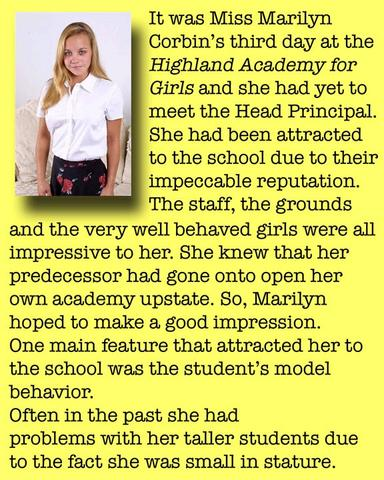 It was Miss Marilyn
Corbin's third day at the
Highland Academy for
Girls and she had yet to
meet the Head Principal.
She had been attracted
to the school due to their
impeccable reputation.
The staff, the grounds
and the very well behaved girls were all
impressive to her. She knew that her
predecessor had gone onto open her
own academy upstate. So, Marilyn
hoped to make a good impression.
One main feature that attracted her to
the school was the student's model
behavior.
Often in the past she had
problems with her taller students due
to the fact she was small in stature.